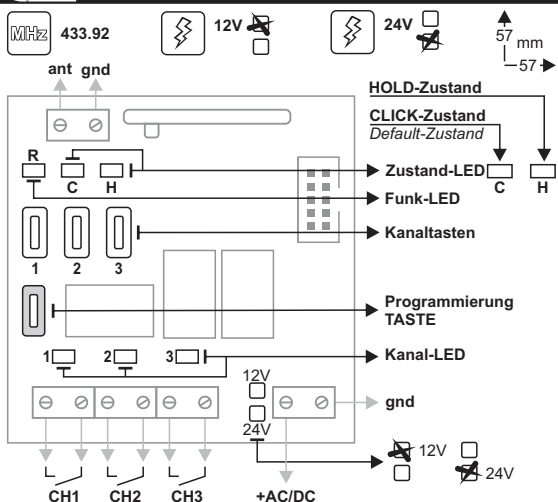 MHz 433.92 12V 24V 57 mm
57
ant gnd
HOLD-Zustand
CLICK-Zustand
Default-Zustand
R
C H
Zustand-LED
C H
Funk-LED
Kanaltasten
1 2 3
Programmierung
TASTE
1 2 3
Kanal-LED
12V
gnd
24V
12V
24V
CH1 CH2 CH3 +AC/DC